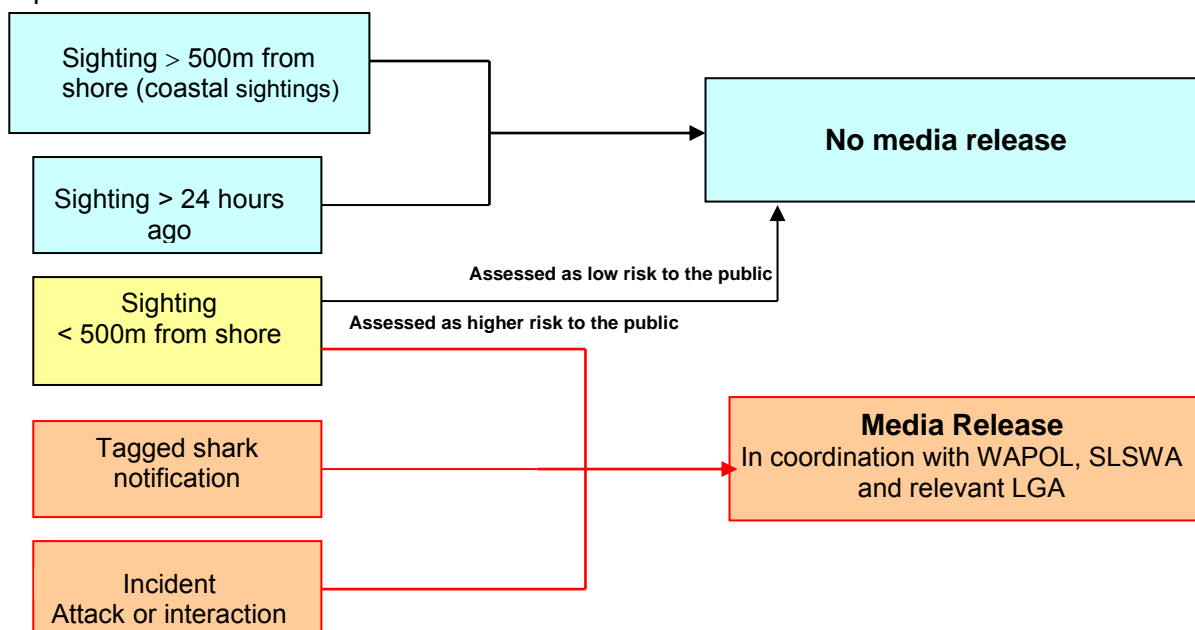 Sighting > 500m from
shore (coastal sightings)
No media release
Sighting > 24 hours
ago
Assessed as low risk to the public
Sighting
< 500m from shore
Assessed as higher risk to the public
Tagged shark
notification
Media Release
In coordination with WAPOL, SLSWA
and relevant LGA
Incident
Attack or interaction